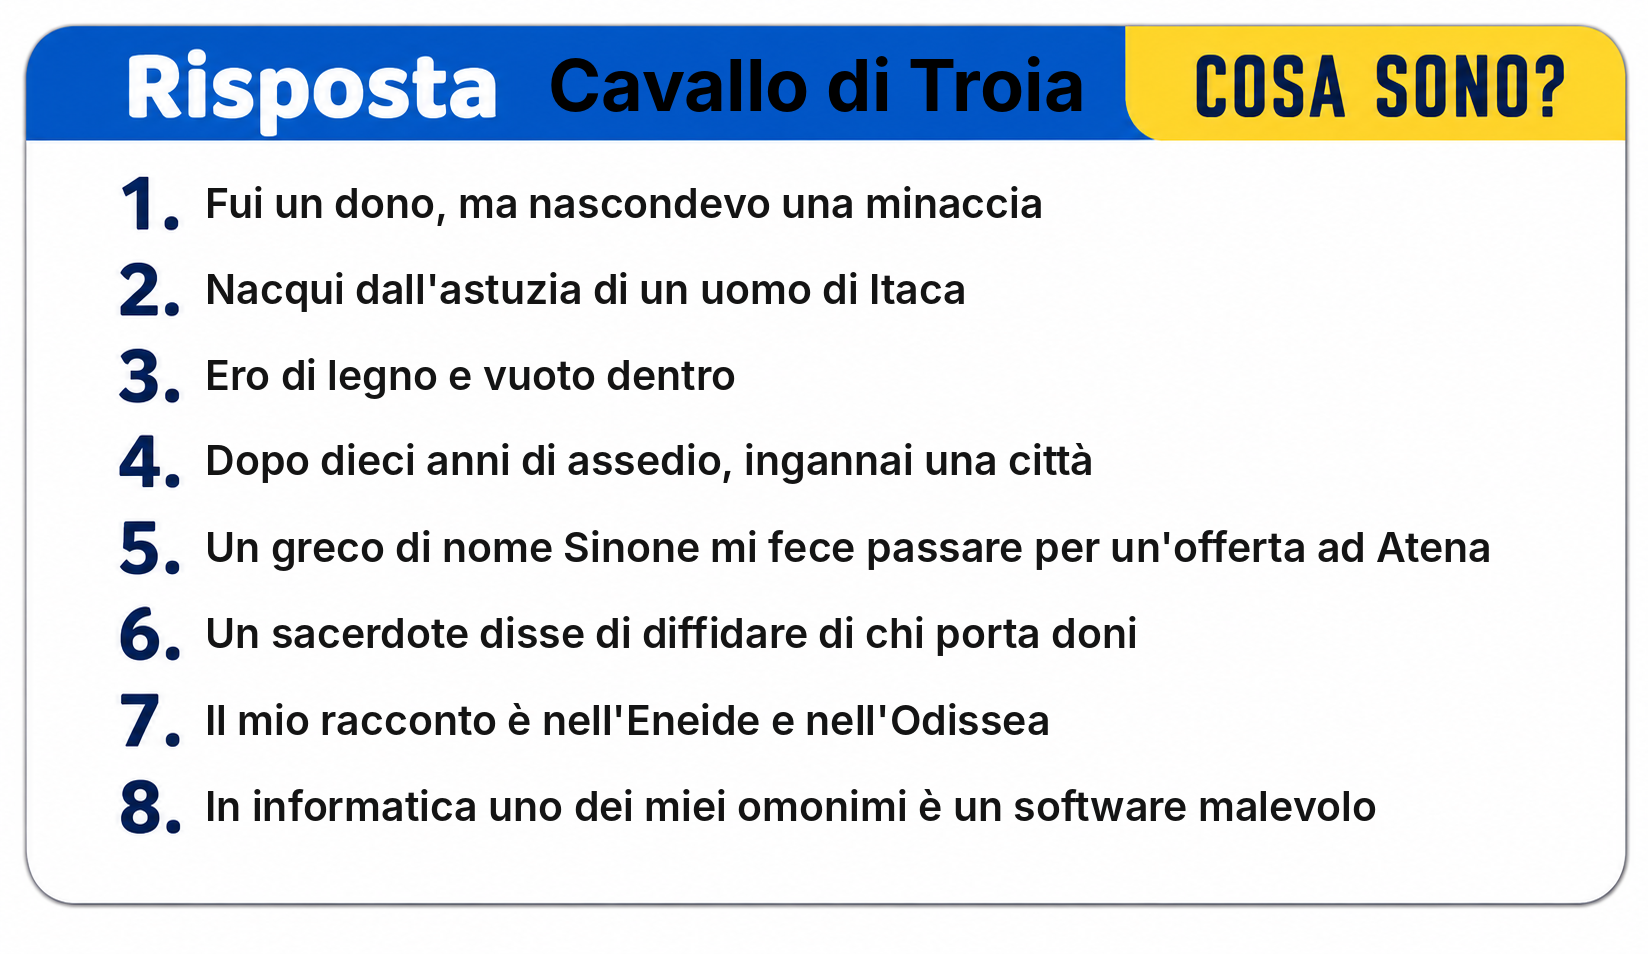 Risposta Cavallo di Troia COSA SONO?
1. Fui un dono, ma nascondevo una minaccia
2. Nacqui dall'astuzia di un uomo di Itaca
3. Ero di legno e vuoto dentro
4. Dopo dieci anni di assedio, ingannai una città
5. Un greco di nome Sinone mi fece passare per un'offerta ad Atena
6. Un sacerdote disse di diffidare di chi porta doni
7. Il mio racconto è nell'Eneide e nell'Odissea
8. In informatica uno dei miei omonimi è un software malevolo